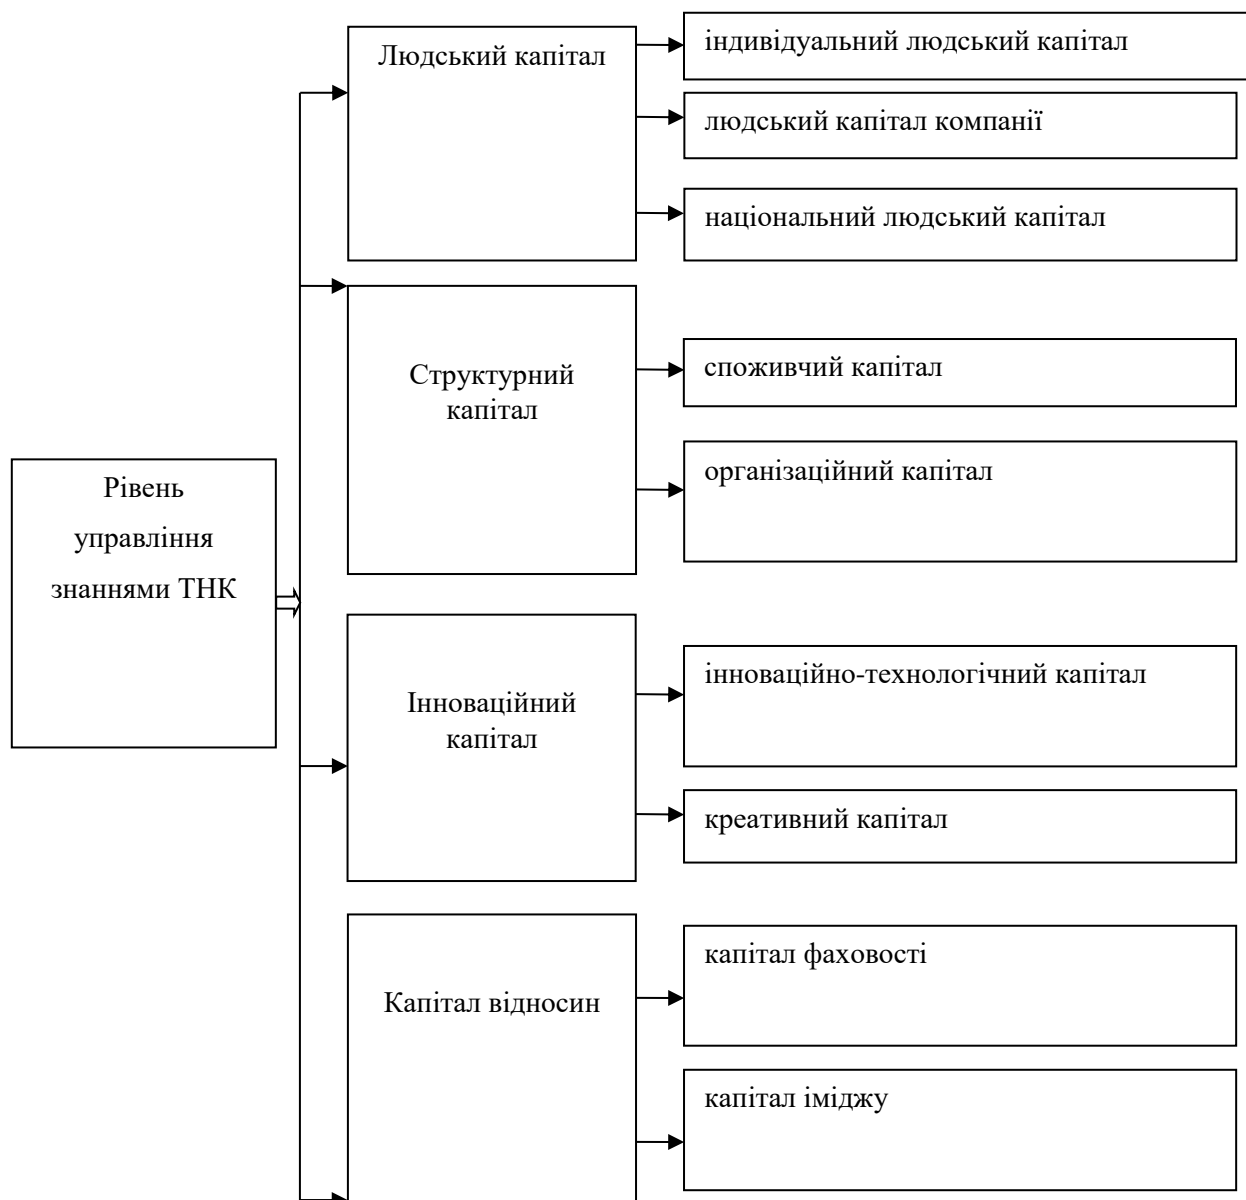 Людський капітал
індивідуальний людський капітал
людський капітал компанії
національний людський капітал
Структурний
капітал
споживчий капітал
організаційний капітал
Рівень
управління
знаннями ТНК
Інноваційний
капітал
інноваційно-технологічний капітал
креативний капітал
Капітал відносин
капітал фаховості
капітал іміджу